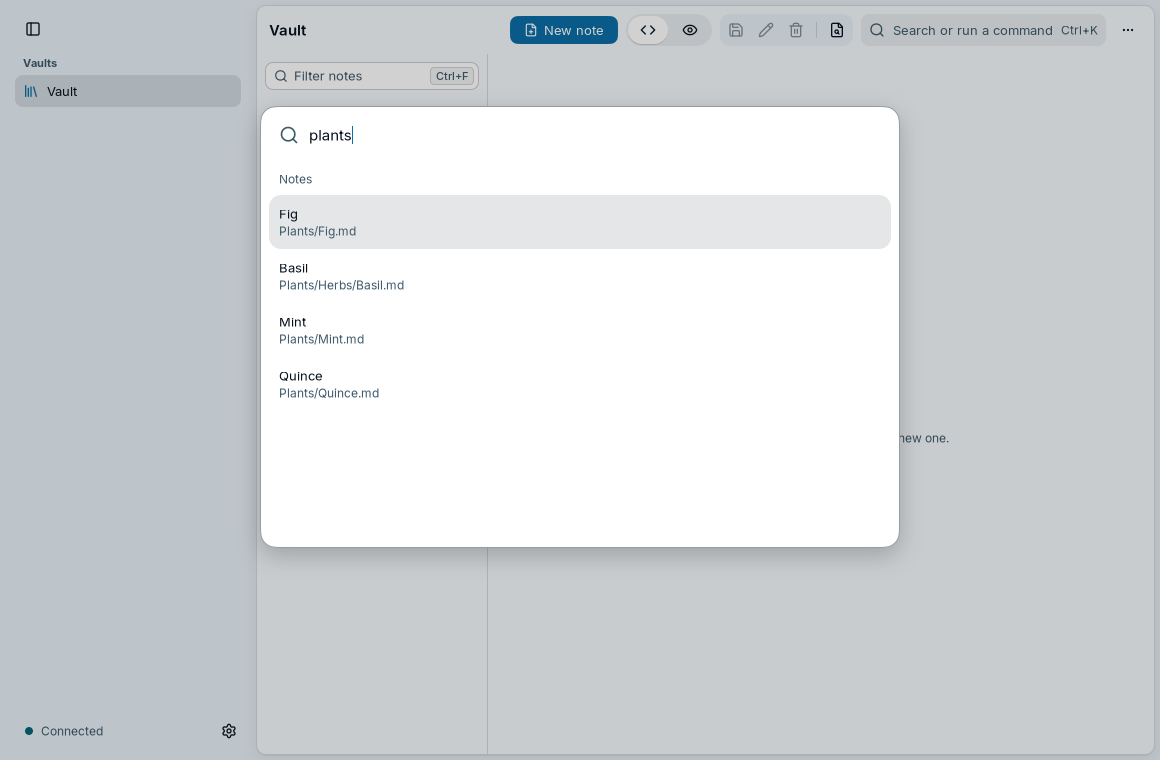 Vaults
Vault
Connected
Vault
New note
Search or run a command Ctrl+K
Filter notes Ctrl+F
plants
Notes
Fig
Plants/Fig.md
Basil
Plants/Herbs/Basil.md
Mint
Plants/Mint.md
Quince
Plants/Quince.md
new one.